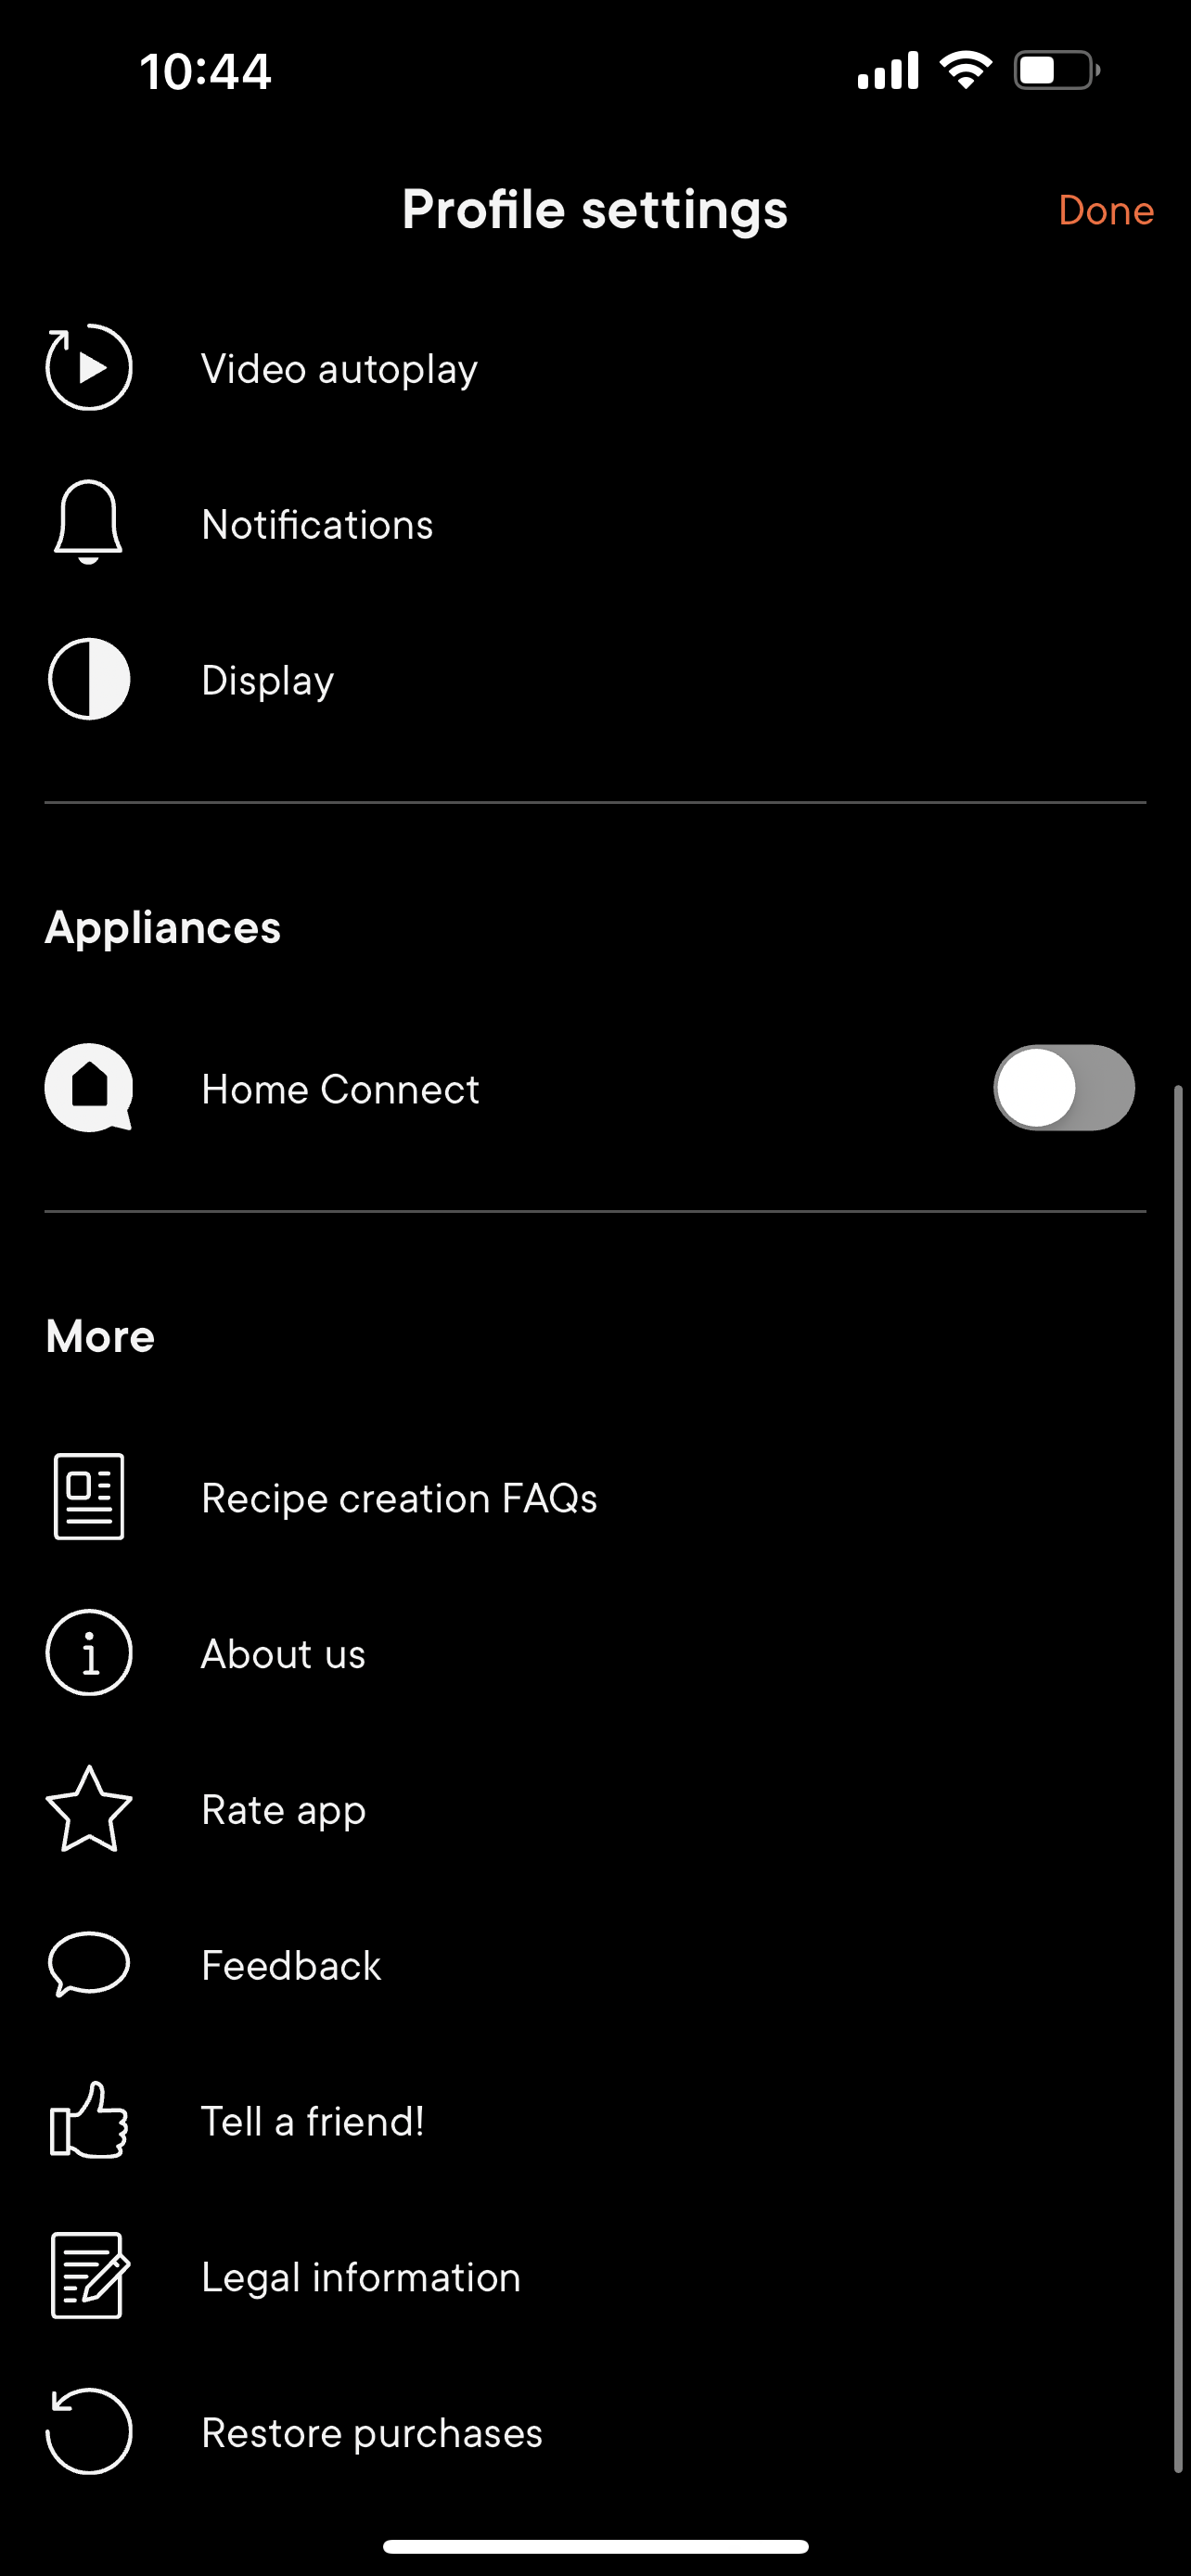 10:44
Profile settings
Done
Video autoplay
Notifications
Display
Appliances
Home Connect
More
Recipe creation FAQs
About us
Rate app
Feedback
Tell a friend!
Legal information
Restore purchases